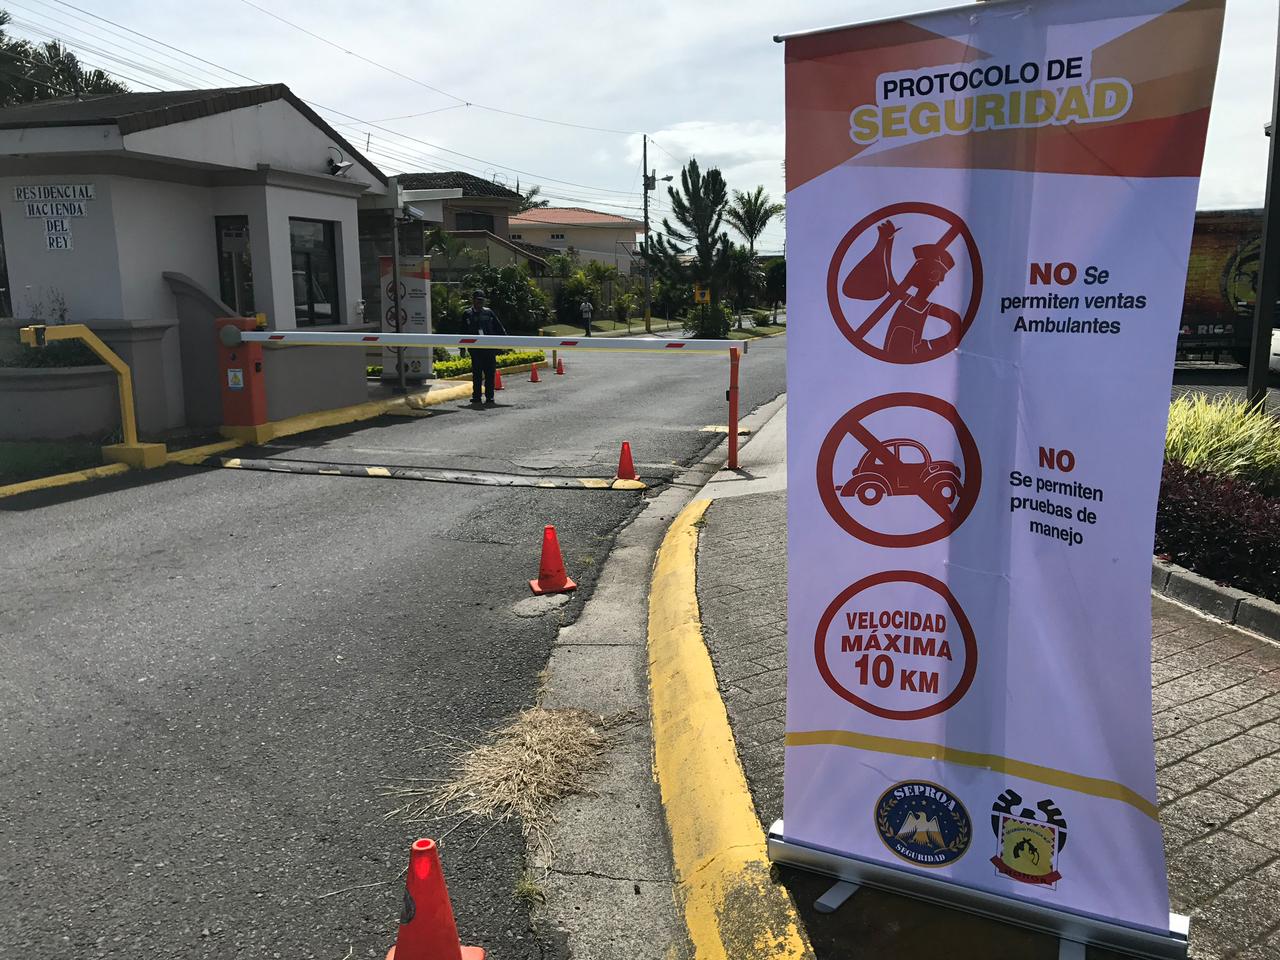 RESIDENCIAL
HACIENDA
DEL
REY
PROTOCOLO DE
SEGURIDAD
NO Se
permiten ventas
Ambulantes
NO
Se permiten
pruebas de
manejo
VELOCIDAD
MÁXIMA
10 KM
SEPROA
SEGURIDAD